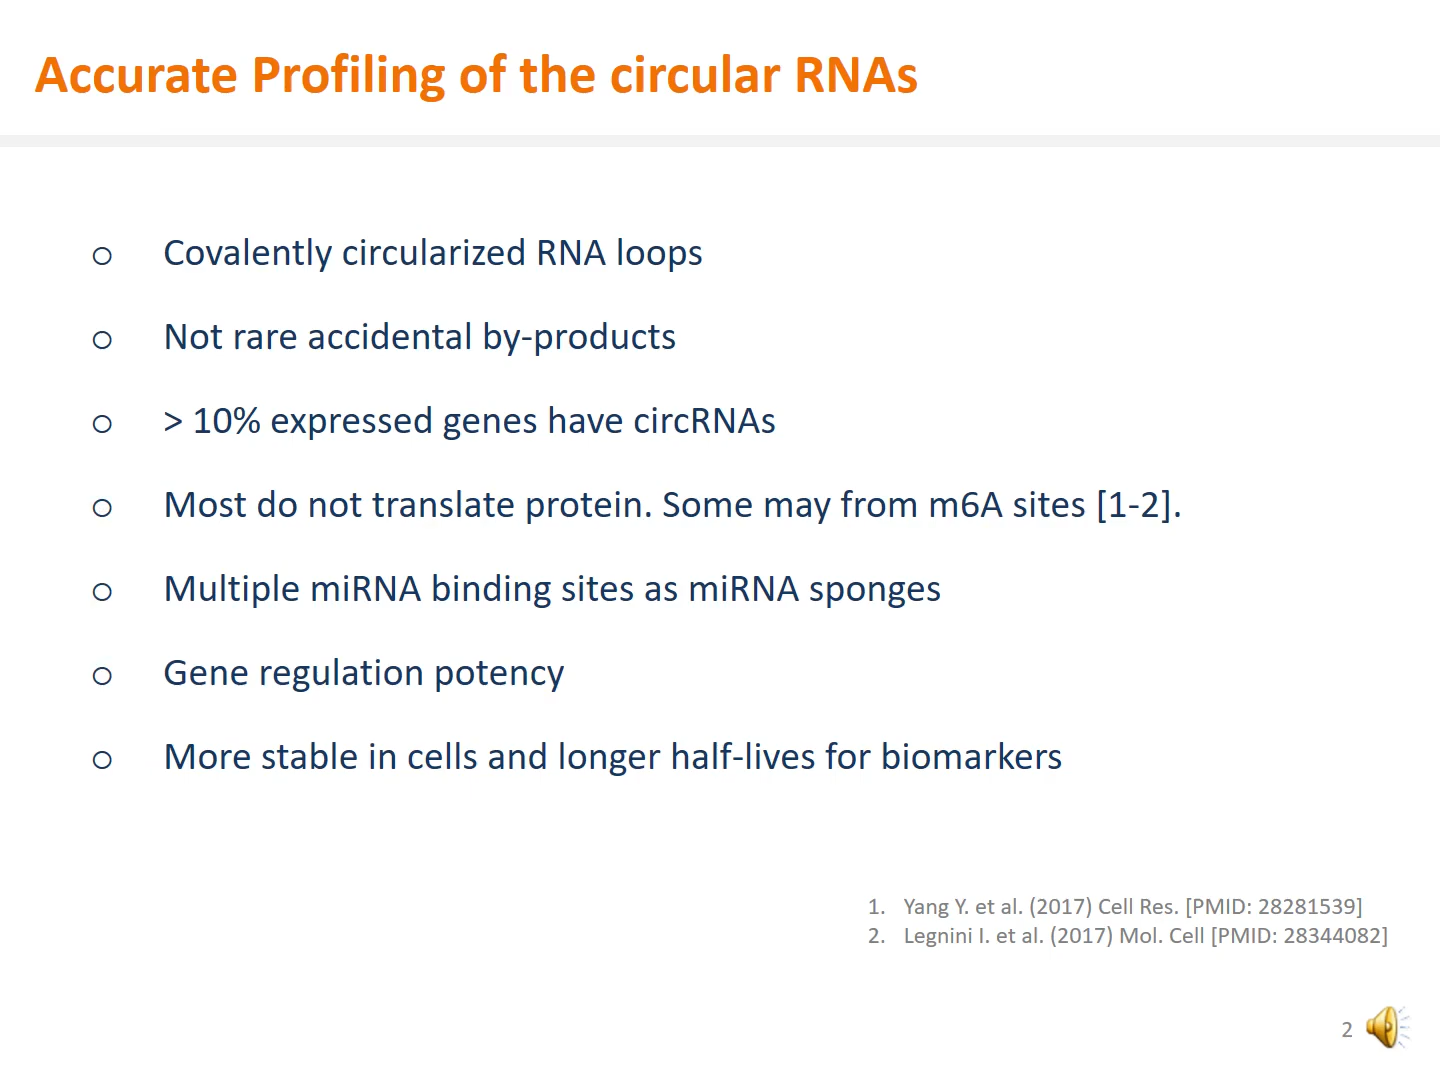 Accurate Profiling of the circular RNAs
○ Covalently circularized RNA loops
○ Not rare accidental by-products
○ > 10% expressed genes have circRNAs
○ Most do not translate protein. Some may from m6A sites [1-2].
○ Multiple miRNA binding sites as miRNA sponges
○ Gene regulation potency
○ More stable in cells and longer half-lives for biomarkers
1. Yang Y. et al. (2017) Cell Res. [PMID: 28281539]
2. Legnini I. et al. (2017) Mol. Cell [PMID: 28344082]
2